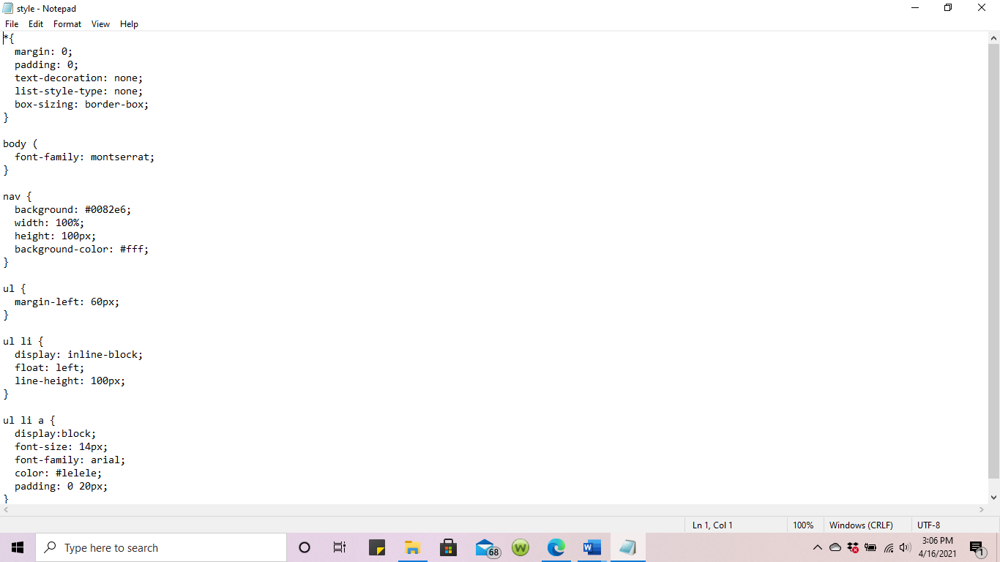 style - Notepad
File Edit Format View Help
*{
  margin: 0;
  padding: 0;
  text-decoration: none;
  list-style-type: none;
  box-sizing: border-box;
}

body (
  font-family: montserrat;
}

nav {
  background: #0082e6;
  width: 100%;
  height: 100px;
  background-color: #fff;
}

ul {
  margin-left: 60px;
}

ul li {
  display: inline-block;
  float: left;
  line-height: 100px;
}

ul li a {
  display:block;
  font-size: 14px;
  font-family: arial;
  color: #lelele;
  padding: 0 20px;
}
Ln 1, Col 1 100% Windows (CRLF) UTF-8
Type here to search
68
W
W
3:06 PM
4/16/2021
1